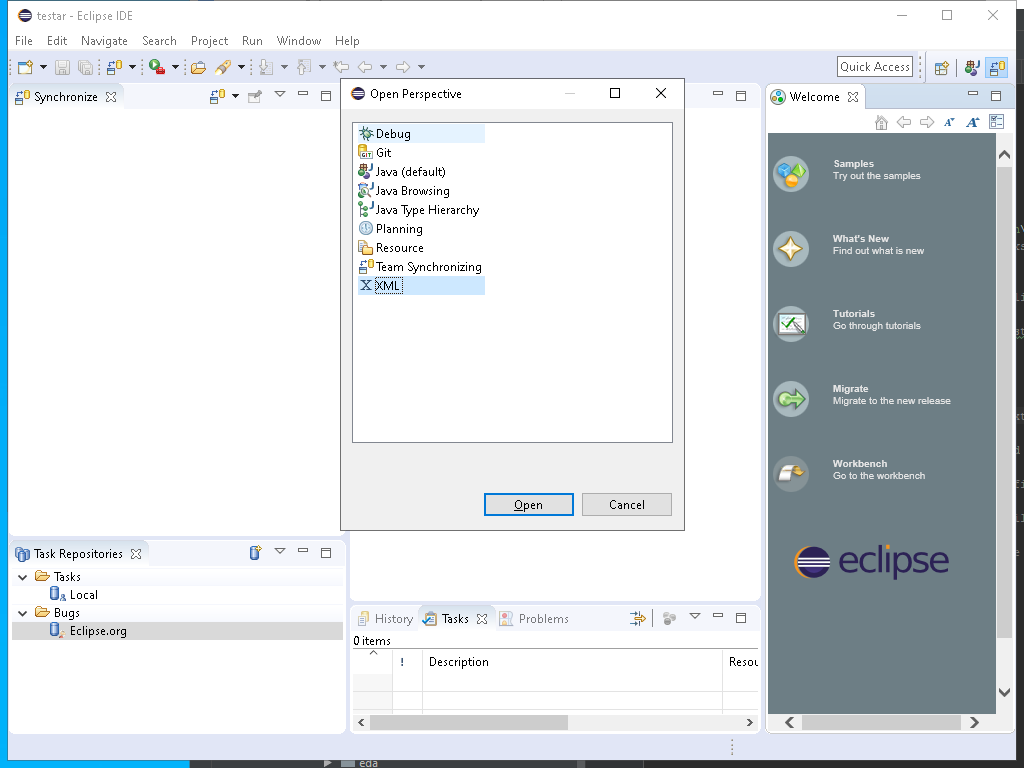 testar - Eclipse IDE
File Edit Navigate Search Project Run Window Help
Quick Access
Synchronize
Open Perspective
Debug
GIT Git
Java (default)
Java Browsing
Java Type Hierarchy
Planning
Resource
Team Synchronizing
X XML
Open Cancel
Welcome
A A
Samples
Try out the samples
What's New
Find out what is new
Tutorials
Go through tutorials
Migrate
Migrate to the new release
Workbench
Go to the workbench
eclipse
Task Repositories
Tasks
Local
Bugs
Eclipse.org
History Tasks Problems
0 items
! Description Resou
eda